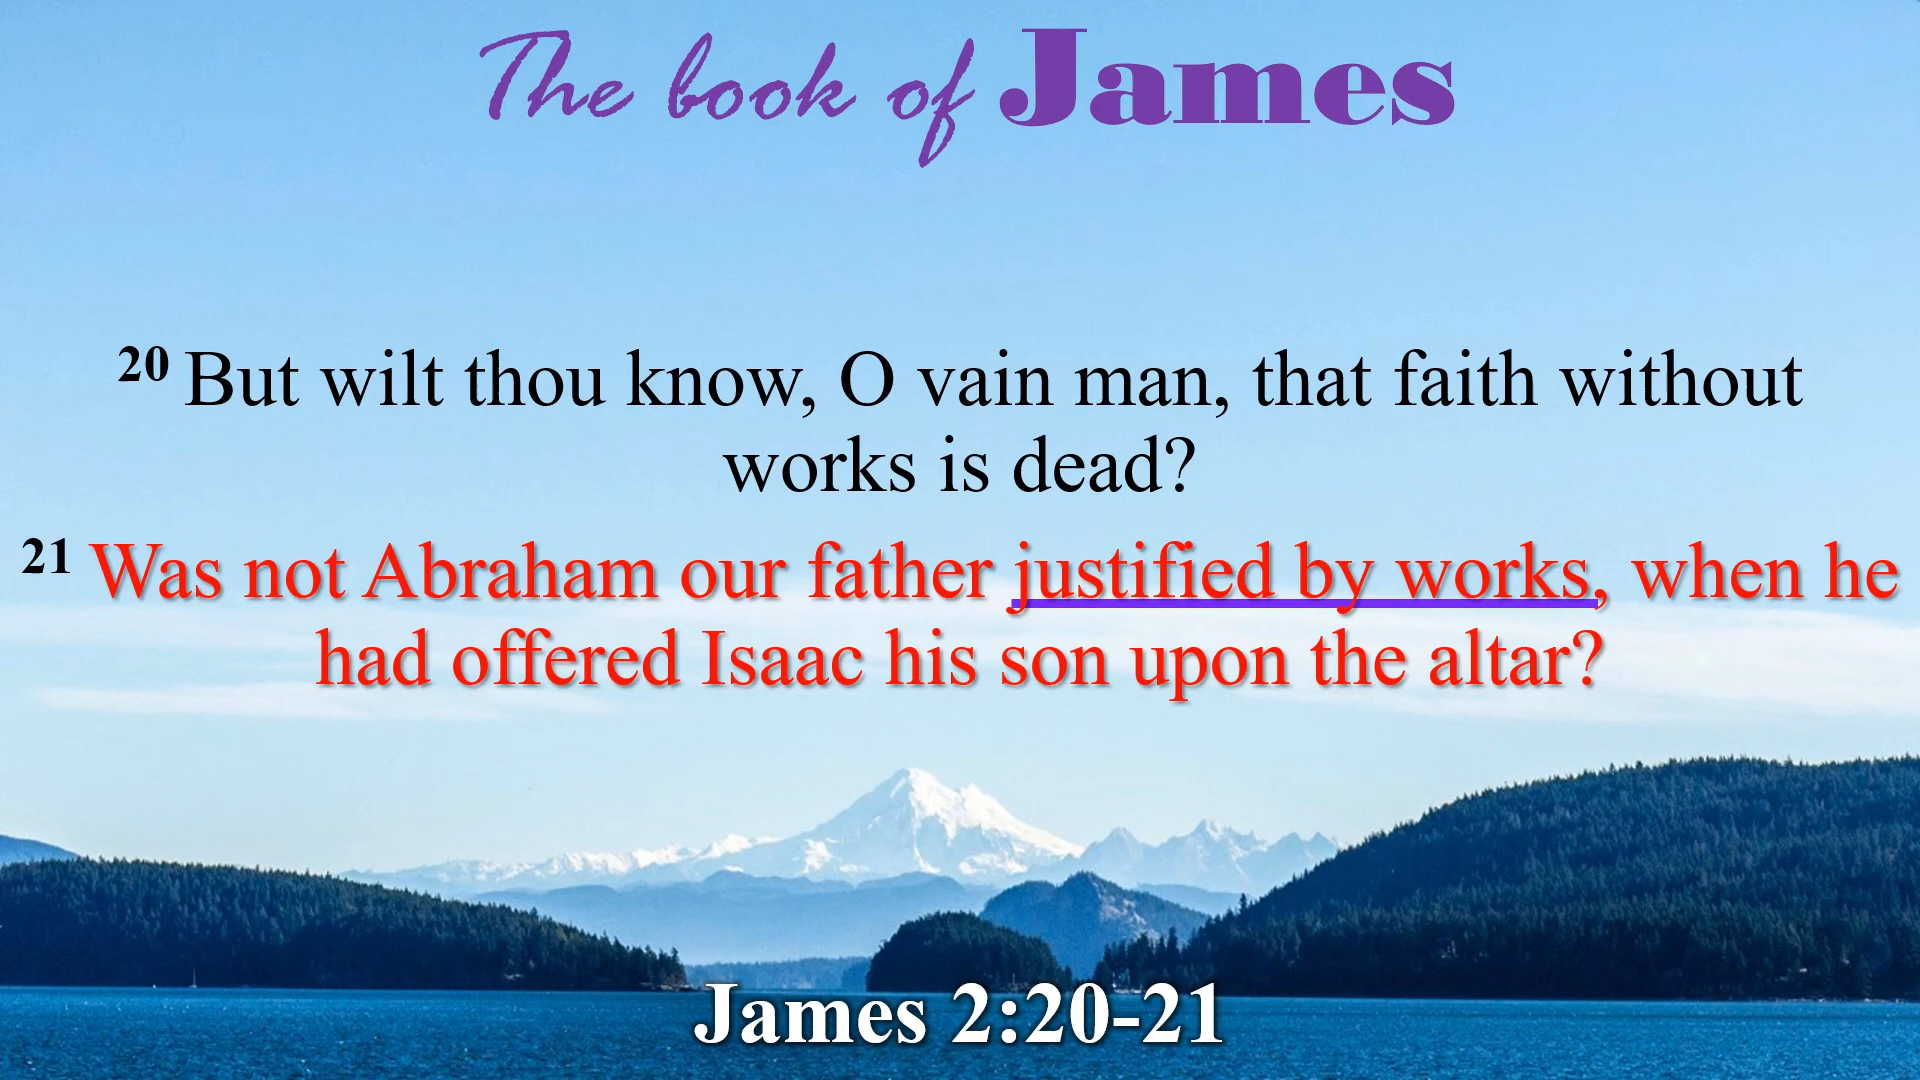 The book of James
20 But wilt thou know, O vain man, that faith without
works is dead?
21 Was not Abraham our father justified by works, when he
had offered Isaac his son upon the altar?
James 2:20-21